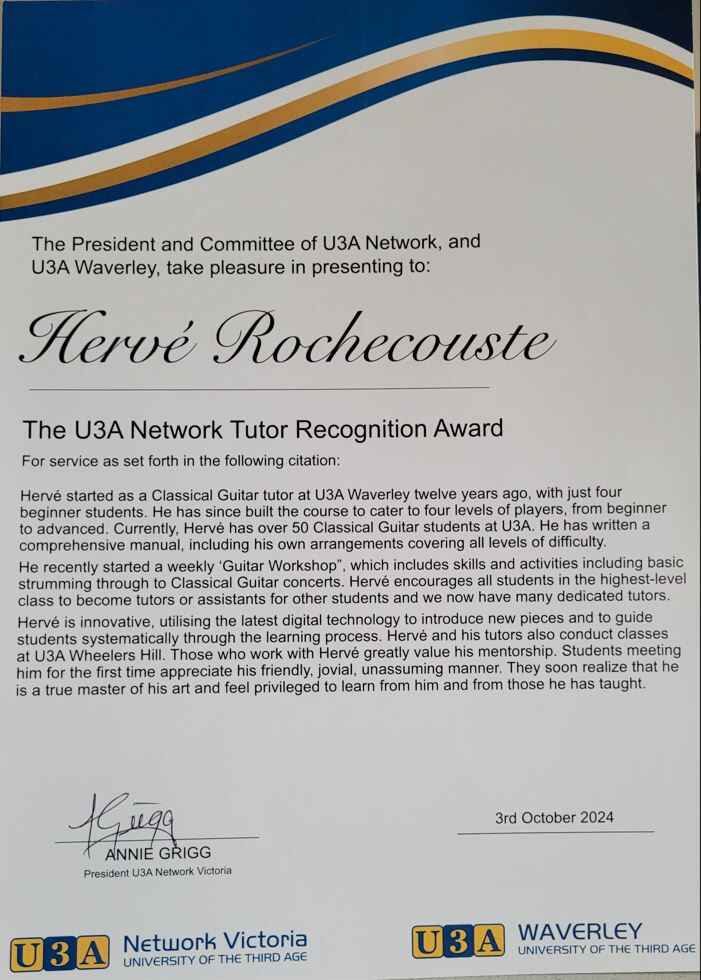 The President and Committee of U3A Network, and
U3A Waverley, take pleasure in presenting to:
Hervé Rochecouste
The U3A Network Tutor Recognition Award
For service as set forth in the following citation:
Hervé started as a Classical Guitar tutor at U3A Waverley twelve years ago, with just four
beginner students. He has since built the course to cater to four levels of players, from beginner
to advanced. Currently, Hervé has over 50 Classical Guitar students at U3A. He has written a
comprehensive manual, including his own arrangements covering all levels of difficulty.
He recently started a weekly ‘Guitar Workshop”, which includes skills and activities including basic
strumming through to Classical Guitar concerts. Hervé encourages all students in the highest-level
class to become tutors or assistants for other students and we now have many dedicated tutors.
Hervé is innovative, utilising the latest digital technology to introduce new pieces and to guide
students systematically through the learning process. Hervé and his tutors also conduct classes
at U3A Wheelers Hill. Those who work with Hervé greatly value his mentorship. Students meeting
him for the first time appreciate his friendly, jovial, unassuming manner. They soon realize that he
is a true master of his art and feel privileged to learn from him and from those he has taught.
AGrigg
ANNIE GRIGG
President U3A Network Victoria
3rd October 2024
U3A Network Victoria
UNIVERSITY OF THE THIRD AGE
U3A WAVERLEY
UNIVERSITY OF THE THIRD AGE